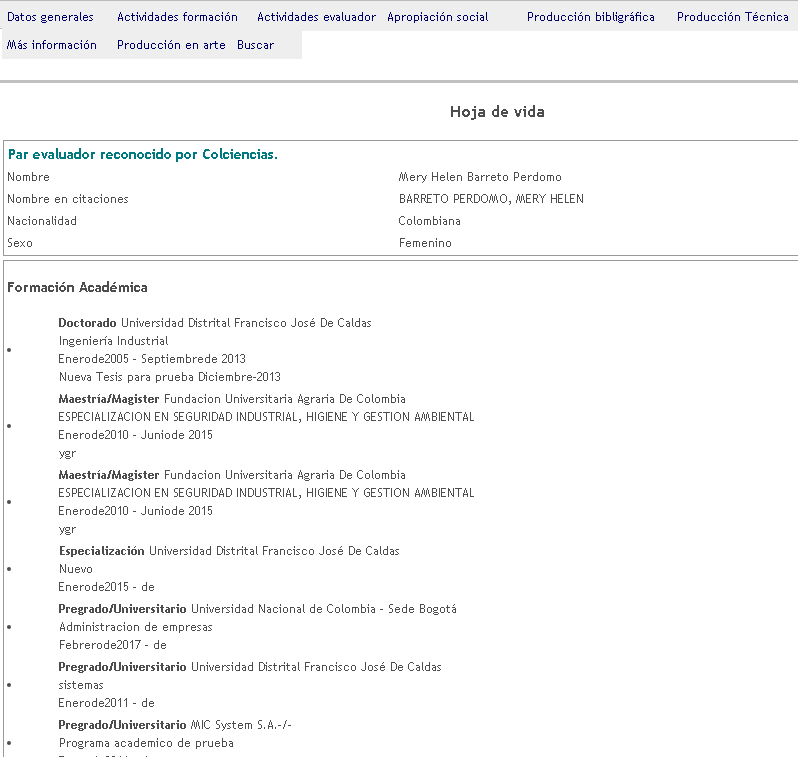 Datos generales Actividades formación Actividades evaluador Apropiación social Producción bibligráfica Producción Técnica
Más información Producción en arte Buscar
Hoja de vida
Par evaluador reconocido por Colciencias.
Nombre Mery Helen Barreto Perdomo
Nombre en citaciones BARRETO PERDOMO, MERY HELEN
Nacionalidad Colombiana
Sexo Femenino
Formación Académica
Doctorado Universidad Distrital Francisco José De Caldas
Ingeniería Industrial
Enerode2005 - Septiembrede 2013
Nueva Tesis para prueba Diciembre-2013
Maestría/Magister Fundacion Universitaria Agraria De Colombia
ESPECIALIZACION EN SEGURIDAD INDUSTRIAL, HIGIENE Y GESTION AMBIENTAL
Enerode2010 - Juniode 2015
ygr
Maestría/Magister Fundacion Universitaria Agraria De Colombia
ESPECIALIZACION EN SEGURIDAD INDUSTRIAL, HIGIENE Y GESTION AMBIENTAL
Enerode2010 - Juniode 2015
ygr
Especialización Universidad Distrital Francisco José De Caldas
Nuevo
Enerode2015 - de
Pregrado/Universitario Universidad Nacional de Colombia - Sede Bogotá
Administracion de empresas
Febrerode2017 - de
Pregrado/Universitario Universidad Distrital Francisco José De Caldas
sistemas
Enerode2011 - de
Pregrado/Universitario MIC System S.A.-/-
Programa academico de prueba